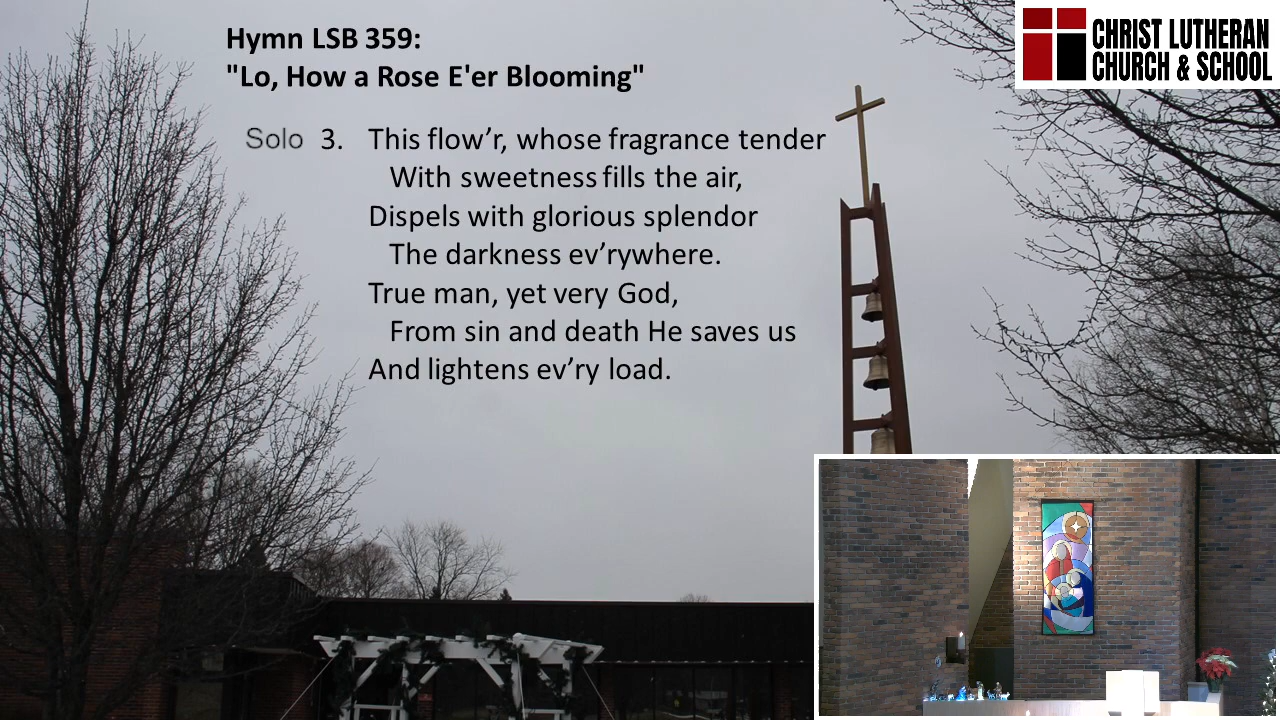 Hymn LSB 359:
"Lo, How a Rose E'er Blooming"
CHRIST LUTHERAN
CHURCH & SCHOOL
Solo 3. This flow’r, whose fragrance tender
With sweetness fills the air,
Dispels with glorious splendor
The darkness ev’rywhere.
True man, yet very God,
From sin and death He saves us
And lightens ev’ry load.